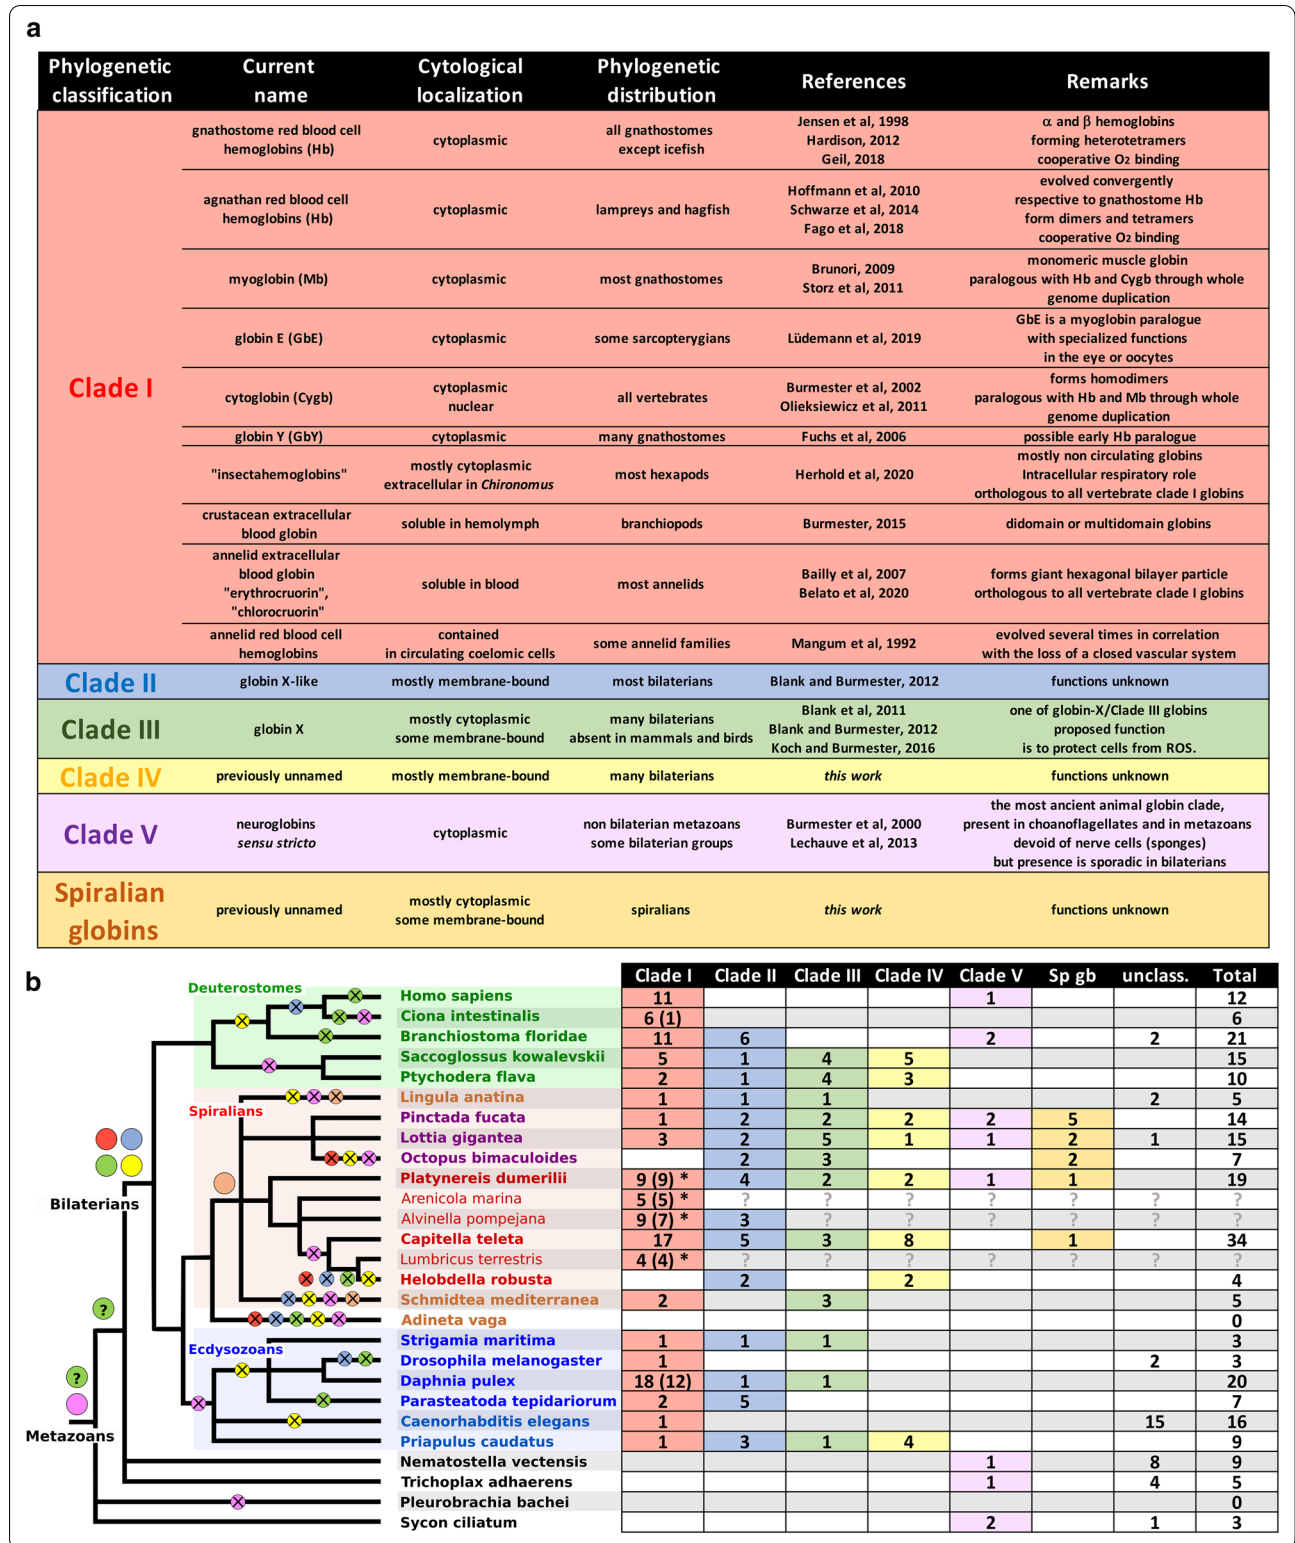 a
Phylogenetic classification | Current name | Cytological localization | Phylogenetic distribution | References | Remarks
Clade I
gnathostome red blood cell hemoglobins (Hb) | cytoplasmic | all gnathostomes except icefish | Jensen et al, 1998 Hardison, 2012 Geil, 2018 | α and β hemoglobins forming heterotetramers cooperative O2 binding
agnathan red blood cell hemoglobins (Hb) | cytoplasmic | lampreys and hagfish | Hoffmann et al, 2010 Schwarze et al, 2014 Fago et al, 2018 | evolved convergently respective to gnathostome Hb form dimers and tetramers cooperative O2 binding
myoglobin (Mb) | cytoplasmic | most gnathostomes | Brunori, 2009 Storz et al, 2011 | monomeric muscle globin paralogous with Hb and Cygb through whole genome duplication
globin E (GbE) | cytoplasmic | some sarcopterygians | Lüdemann et al, 2019 | GbE is a myoglobin paralogue with specialized functions in the eye or oocytes
cytoglobin (Cygb) | cytoplasmic nuclear | all vertebrates | Burmester et al, 2002 Olieksiewicz et al, 2011 | forms homodimers paralogous with Hb and Mb through whole genome duplication
globin Y (GbY) | cytoplasmic | many gnathostomes | Fuchs et al, 2006 | possible early Hb paralogue
"insectahemoglobins" | mostly cytoplasmic extracellular in Chironomus | most hexapods | Herhold et al, 2020 | mostly non circulating globins Intracellular respiratory role orthologous to all vertebrate clade I globins
crustacean extracellular blood globin | soluble in hemolymph | branchiopods | Burmester, 2015 | didomain or multidomain globins
annelid extracellular blood globin "erythrocruorin", "chlorocruorin" | soluble in blood | most annelids | Bailly et al, 2007 Belato et al, 2020 | forms giant hexagonal bilayer particle orthologous to all vertebrate clade I globins
annelid red blood cell hemoglobins | contained in circulating coelomic cells | some annelid families | Mangum et al, 1992 | evolved several times in correlation with the loss of a closed vascular system
Clade II | globin X-like | mostly membrane-bound | most bilaterians | Blank and Burmester, 2012 | functions unknown
Clade III | globin X | mostly cytoplasmic some membrane-bound | many bilaterians absent in mammals and birds | Blank et al, 2011 Blank and Burmester, 2012 Koch and Burmester, 2016 | one of globin-X/Clade III globins proposed function is to protect cells from ROS.
Clade IV | previously unnamed | mostly membrane-bound | many bilaterians | this work | functions unknown
Clade V | neuroglobins sensu stricto | cytoplasmic | non bilaterian metazoans some bilaterian groups | Burmester et al, 2000 Lechauve et al, 2013 | the most ancient animal globin clade, present in choanoflagellates and in metazoans devoid of nerve cells (sponges) but presence is sporadic in bilaterians
Spiralian globins | previously unnamed | mostly cytoplasmic some membrane-bound | spiralians | this work | functions unknown
b
Clade I | Clade II | Clade III | Clade IV | Clade V | Sp gb | unclass. | Total
Deuterostomes
Homo sapiens | 11 | 1 | 12
Ciona intestinalis | 6 (1) | 6
Branchiostoma floridae | 11 | 6 | 2 | 2 | 21
Saccoglossus kowalevskii | 5 | 1 | 4 | 5 | 15
Ptychodera flava | 2 | 1 | 4 | 3 | 10
Lingula anatina | 1 | 1 | 1 | 2 | 5
Spiralians
Pinctada fucata | 1 | 2 | 2 | 2 | 2 | 5 | 14
Lottia gigantea | 3 | 2 | 5 | 1 | 1 | 2 | 1 | 15
Octopus bimaculoides | 2 | 3 | 2 | 7
Platynereis dumerilii | 9 (9) * | 4 | 2 | 2 | 1 | 1 | 19
Bilaterians
Arenicola marina | 5 (5) * | ? | ? | ? | ? | ? | ? | ?
Alvinella pompejana | 9 (7) * | 3 | ? | ? | ? | ? | ? | ?
Capitella teleta | 17 | 5 | 3 | 8 | 1 | 34
Lumbricus terrestris | 4 (4) * | ? | ? | ? | ? | ? | ? | ?
Helobdella robusta | 2 | 2 | 4
Schmidtea mediterranea | 2 | 3 | 5
?
Adineta vaga | 0
Strigamia maritima | 1 | 1 | 1 | 3
Ecdysozoans
Drosophila melanogaster | 1 | 2 | 3
?
Daphnia pulex | 18 (12) | 1 | 1 | 20
Parasteatoda tepidariorum | 2 | 5 | 7
Caenorhabditis elegans | 1 | 15 | 16
Metazoans
Priapulus caudatus | 1 | 3 | 1 | 4 | 9
Nematostella vectensis | 1 | 8 | 9
Trichoplax adhaerens | 1 | 4 | 5
Pleurobrachia bachei | 0
Sycon ciliatum | 2 | 1 | 3